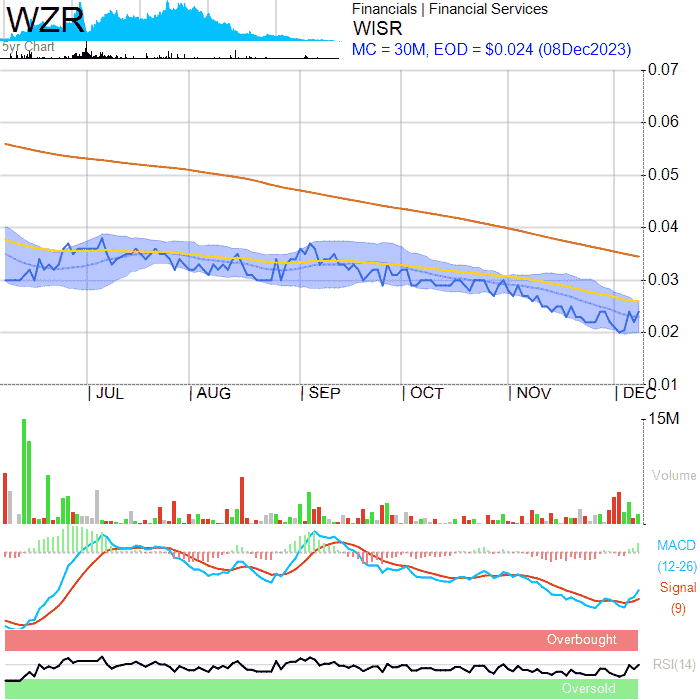 WZR
5yr Chart
Financials | Financial Services
WISR
MC = 30M, EOD = $0.024 (08Dec2023)
0.07
0.06
0.05
0.04
0.03
0.02
0.01
JUL AUG SEP OCT NOV DEC
15M
Volume
MACD
(12-26)
Signal
(9)
Overbought
RSI(14)
Oversold